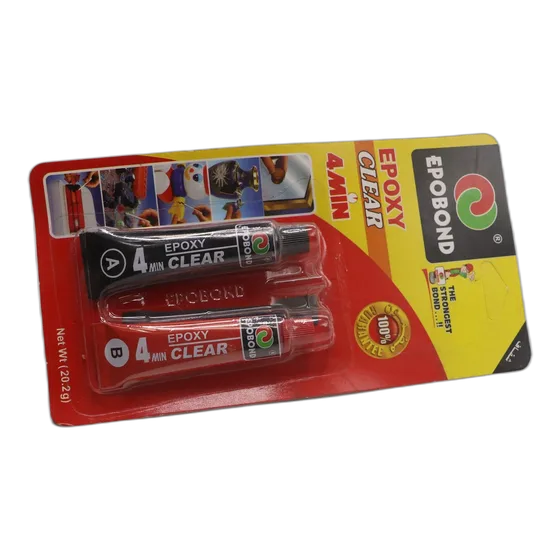 EPOBOND
®
EPOXY
CLEAR
4 MIN
THE
STRONGEST
BOND...!!
100%
A
4 MIN
EPOXY
CLEAR
EPOBOND
EPOBOND
B
4 MIN
EPOXY
CLEAR
EPOBOND
Net Wt (20.2g)